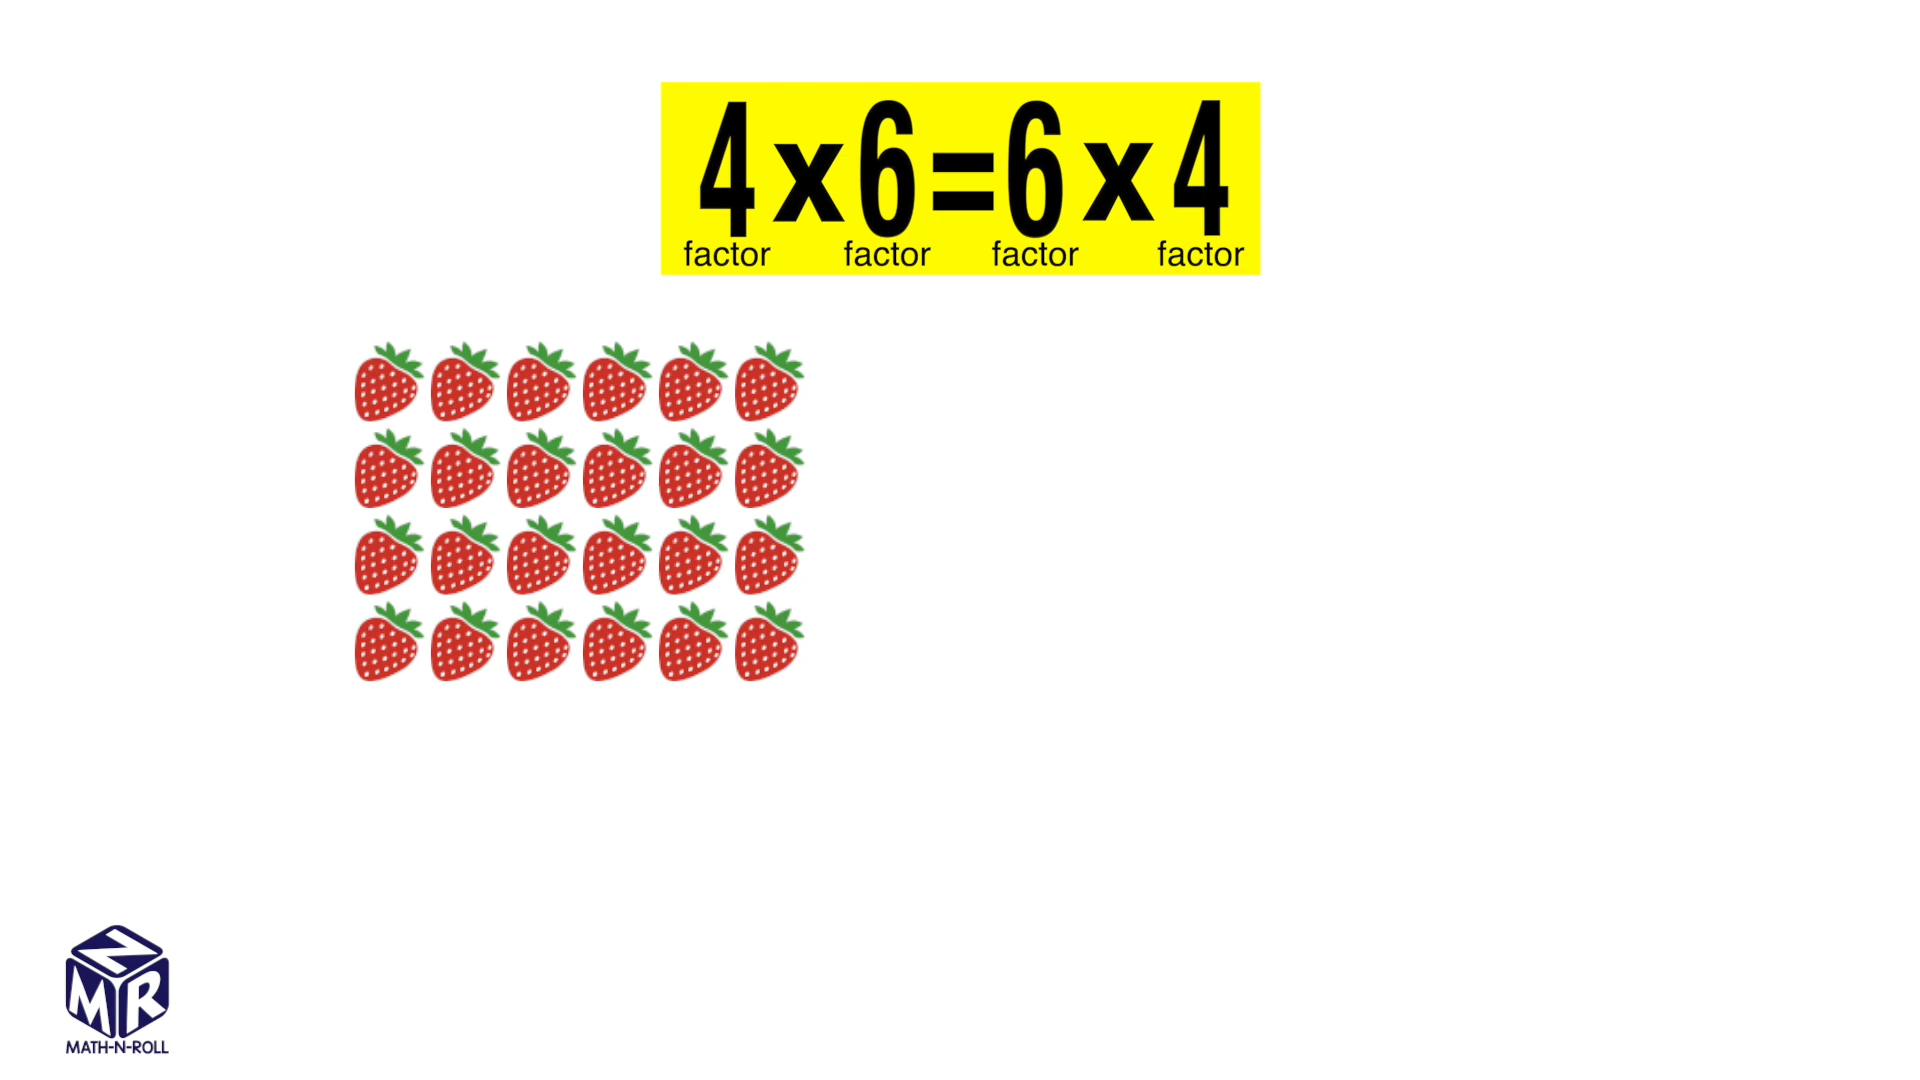 4x6=6x4
factor factor factor factor
N
M R
MATH-N-ROLL